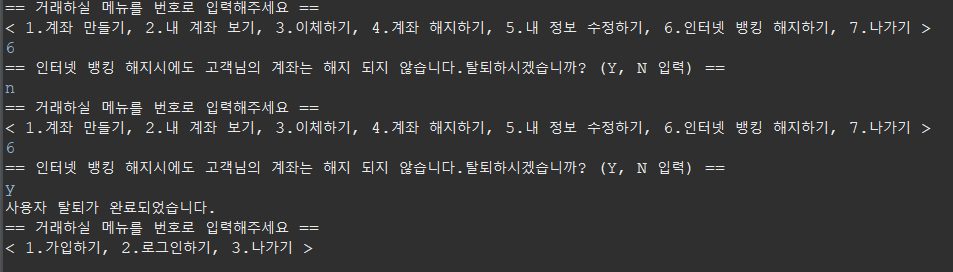 == 거래하실 메뉴를 번호로 입력해주세요 ==
< 1.계좌 만들기, 2.내 계좌 보기, 3.이체하기, 4.계좌 해지하기, 5.내 정보 수정하기, 6.인터넷 뱅킹 해지하기, 7.나가기 >
6
== 인터넷 뱅킹 해지시에도 고객님의 계좌는 해지 되지 않습니다.탈퇴하시겠습니까? (Y, N 입력) ==
n
== 거래하실 메뉴를 번호로 입력해주세요 ==
< 1.계좌 만들기, 2.내 계좌 보기, 3.이체하기, 4.계좌 해지하기, 5.내 정보 수정하기, 6.인터넷 뱅킹 해지하기, 7.나가기 >
6
== 인터넷 뱅킹 해지시에도 고객님의 계좌는 해지 되지 않습니다.탈퇴하시겠습니까? (Y, N 입력) ==
y
사용자 탈퇴가 완료되었습니다.
== 거래하실 메뉴를 번호로 입력해주세요 ==
< 1.가입하기, 2.로그인하기, 3.나가기 >